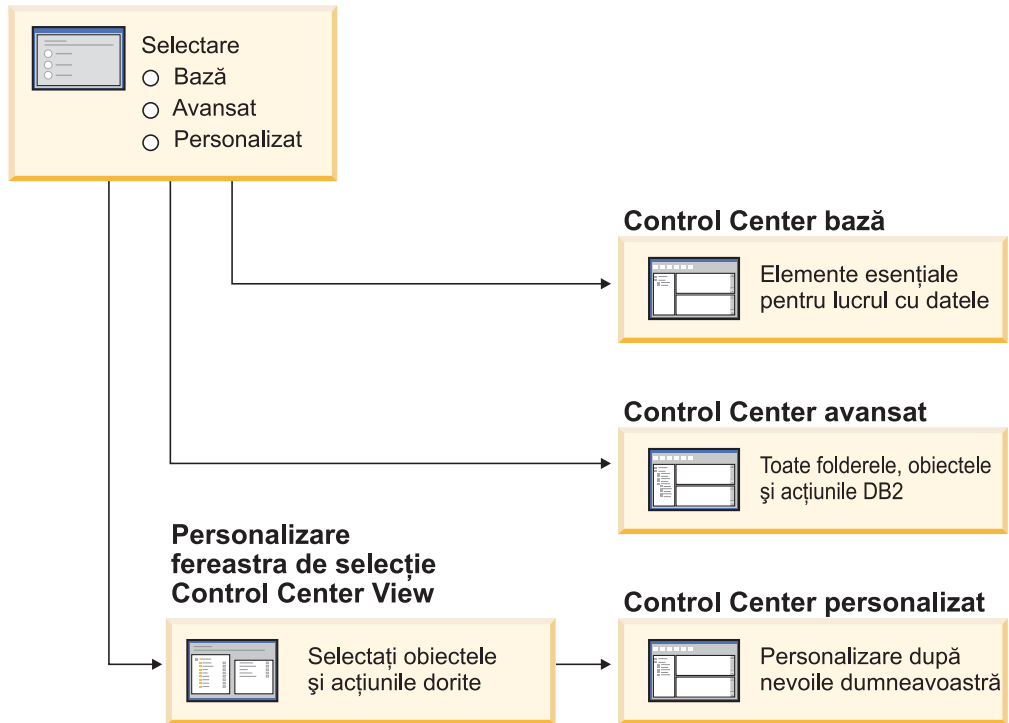 Selectare
Bază
Avansat
Personalizat
Control Center bază
Elemente esenţiale
pentru lucrul cu datele
Control Center avansat
Toate folderele, obiectele
şi acţiunile DB2
Personalizare
fereastra de selecţie
Control Center View
Selectaţi obiectele
şi acţiunile dorite
Control Center personalizat
Personalizare după
nevoile dumneavoastră